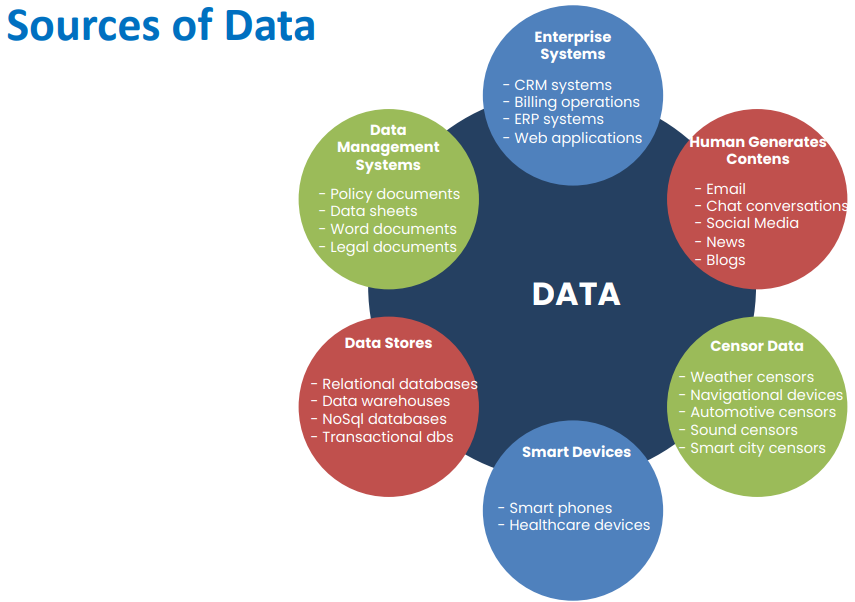 Sources of Data
Enterprise
Systems
- CRM systems
- Billing operations
- ERP systems
- Web applications
Human Generates
Contens
- Email
- Chat conversations
- Social Media
- News
- Blogs
Censor Data
- Weather censors
- Navigational devices
- Automotive censors
- Sound censors
- Smart city censors
Smart Devices
- Smart phones
- Healthcare devices
Data Stores
- Relational databases
- Data warehouses
- NoSql databases
- Transactional dbs
Data
Management
Systems
- Policy documents
- Data sheets
- Word documents
- Legal documents
DATA